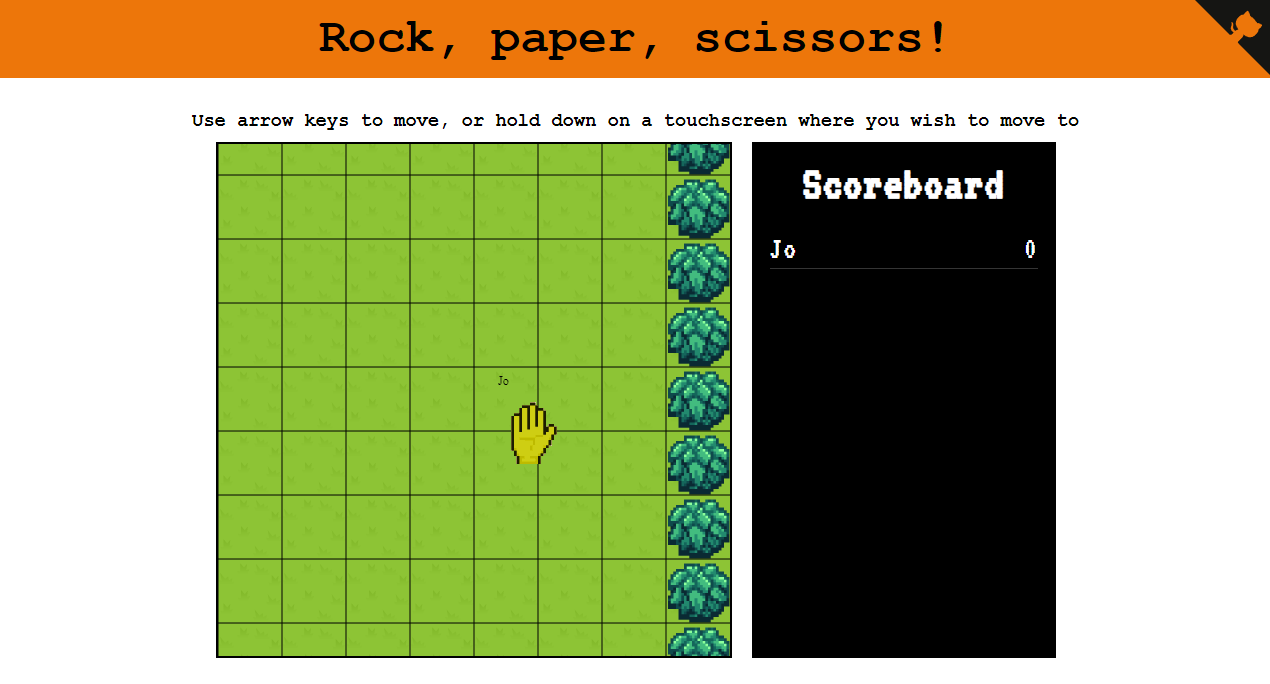 Rock, paper, scissors!
Use arrow keys to move, or hold down on a touchscreen where you wish to move to
Scoreboard
Jo 0
Jo